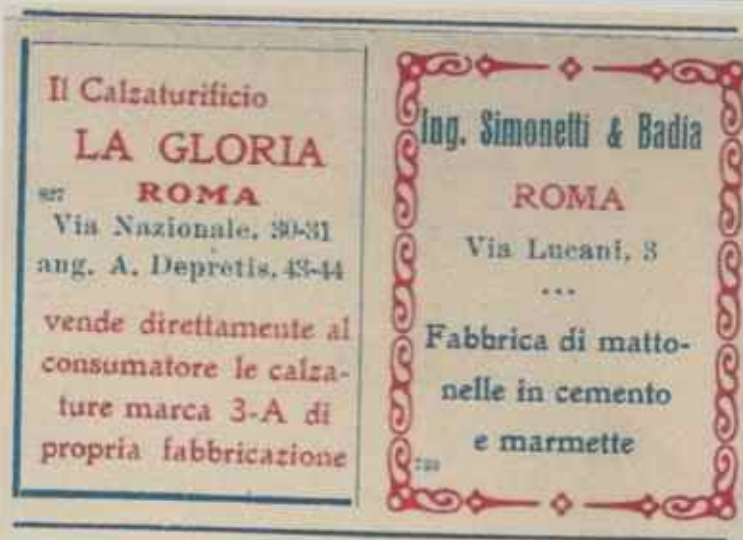 Il Calzaturificio
LA GLORIA
ROMA
827
Via Nazionale, 30-31
ang. A. Depretis, 43-44
vende direttamente al
consumatore le calza-
ture marca 3-A di
propria fabbricazione
Ing. Simonetti & Badia
ROMA
Via Lucani, 3
...
Fabbrica di matto-
nelle in cemento
e marmette